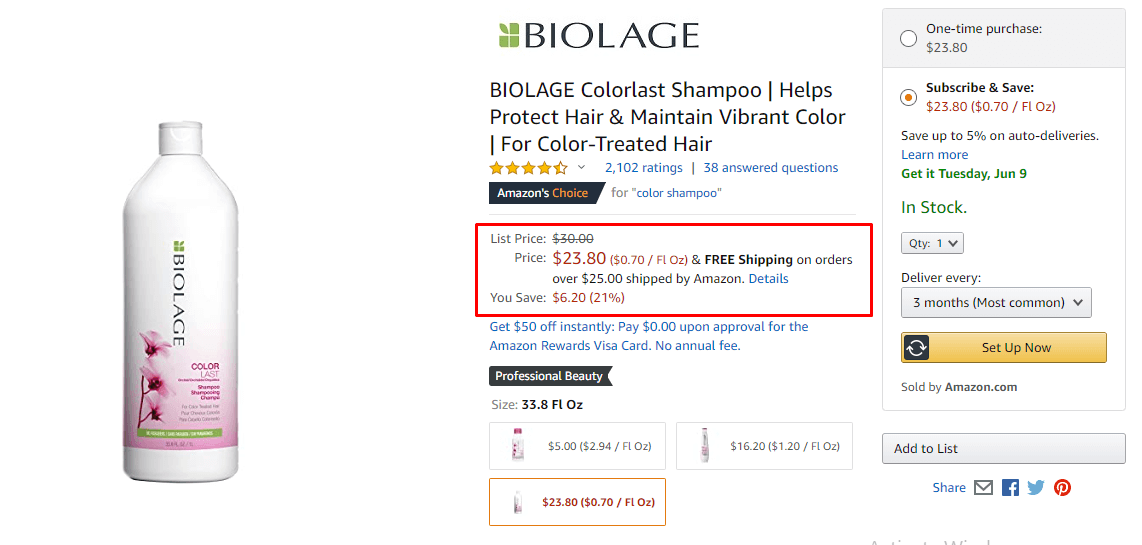 BIOLAGE
BIOLAGE Colorlast Shampoo | Helps
Protect Hair & Maintain Vibrant Color
| For Color-Treated Hair
2,102 ratings | 38 answered questions
Amazon's Choice for "color shampoo"
List Price: $30.00
Price: $23.80 ($0.70 / Fl Oz) & FREE Shipping on orders
over $25.00 shipped by Amazon. Details
You Save: $6.20 (21%)
Get $50 off instantly: Pay $0.00 upon approval for the
Amazon Rewards Visa Card. No annual fee.
Professional Beauty
Size: 33.8 Fl Oz
$5.00 ($2.94 / Fl Oz)
$16.20 ($1.20 / Fl Oz)
$23.80 ($0.70 / Fl Oz)
One-time purchase:
$23.80
Subscribe & Save:
$23.80 ($0.70 / Fl Oz)
Save up to 5% on auto-deliveries.
Learn more
Get it Tuesday, Jun 9
In Stock.
Qty: 1
Deliver every:
3 months (Most common)
Set Up Now
Sold by Amazon.com
Add to List
Share
BIOLAGE
COLOR
LAST
Shampoo
Shampooing
Champú
For Color-Treated Hair